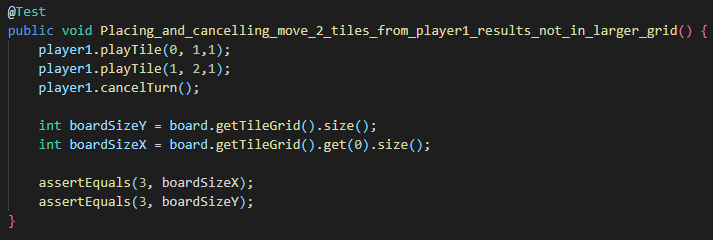 @Test
public void Placing_and_cancelling_move_2_tiles_from_player1_results_not_in_larger_grid() {
    player1.playTile(0, 1,1);
    player1.playTile(1, 2,1);
    player1.cancelTurn();

    int boardSizeY = board.getTileGrid().size();
    int boardSizeX = board.getTileGrid().get(0).size();

    assertEquals(3, boardSizeX);
    assertEquals(3, boardSizeY);
}